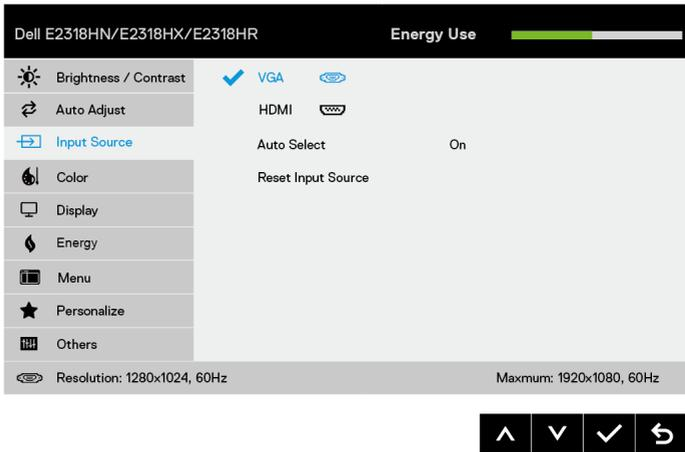 Dell E2318HN/E2318HX/E2318HR Energy Use
Brightness / Contrast VGA
Auto Adjust HDMI
Input Source Auto Select On
Color Reset Input Source
Display
Energy
Menu
Personalize
Others
Resolution: 1280x1024, 60Hz Maxmum: 1920x1080, 60Hz